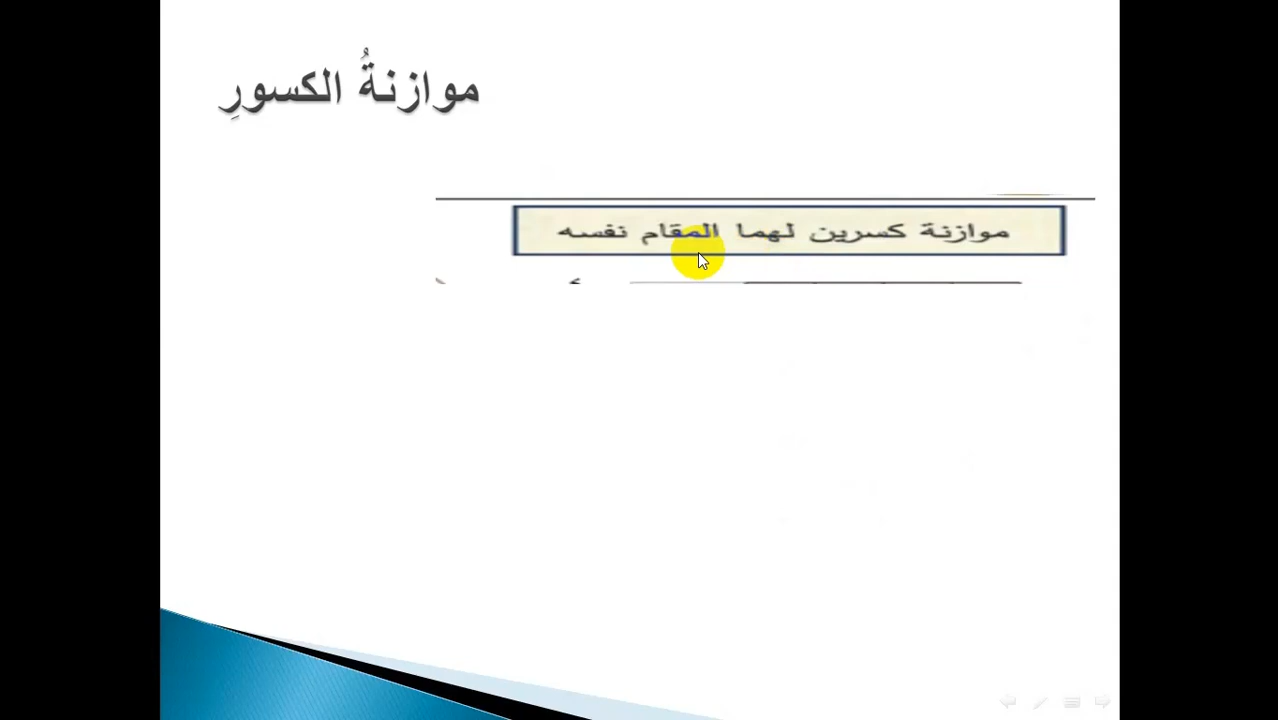 موازنةُ الكسورِ
موازنة كسرين لهما المقام نفسه